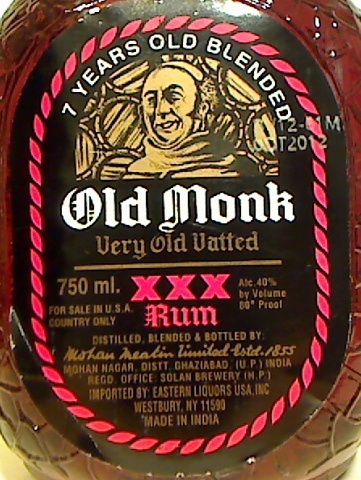 7 YEARS OLD BLENDED
Old Monk
Very Old Vatted
750 ml.
XXX
Rum
Alc. 40%
by Volume
80° Proof
FOR SALE IN U.S.A.
COUNTRY ONLY
DISTILLED, BLENDED & BOTTLED BY:
Mohan Meakin Limited Estd. 1855
MOHAN NAGAR, DISTT. GHAZIABAD, (U.P.) INDIA
REGD. OFFICE: SOLAN BREWERY (H.P.)
IMPORTED BY: EASTERN LIQUORS USA, INC
WESTBURY, NY 11590
MADE IN INDIA
OCT2012